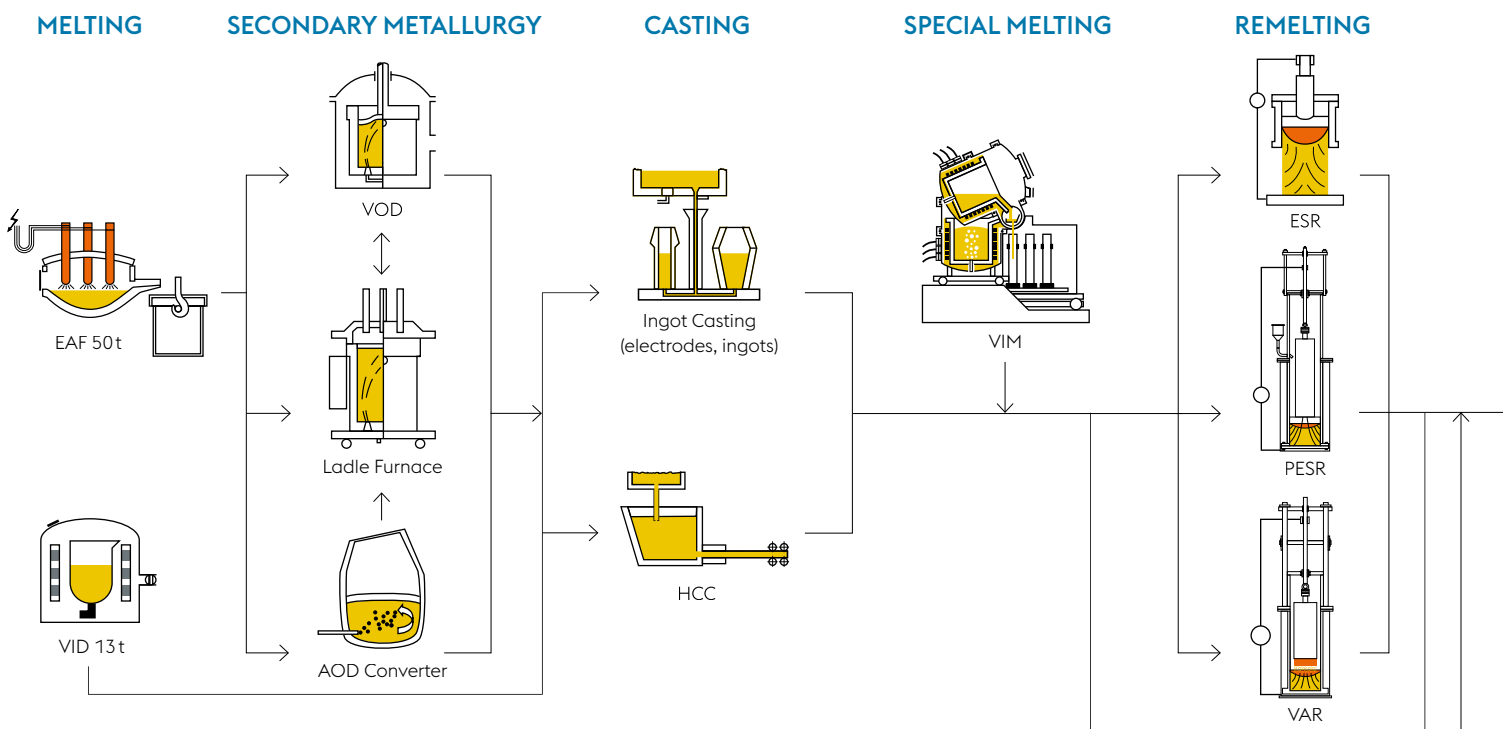 MELTING
SECONDARY METALLURGY
CASTING
SPECIAL MELTING
REMELTING
VOD
EAF 50 t
Ladle Furnace
VID 13 t
AOD Converter
Ingot Casting
(electrodes, ingots)
HCC
VIM
ESR
PESR
VAR